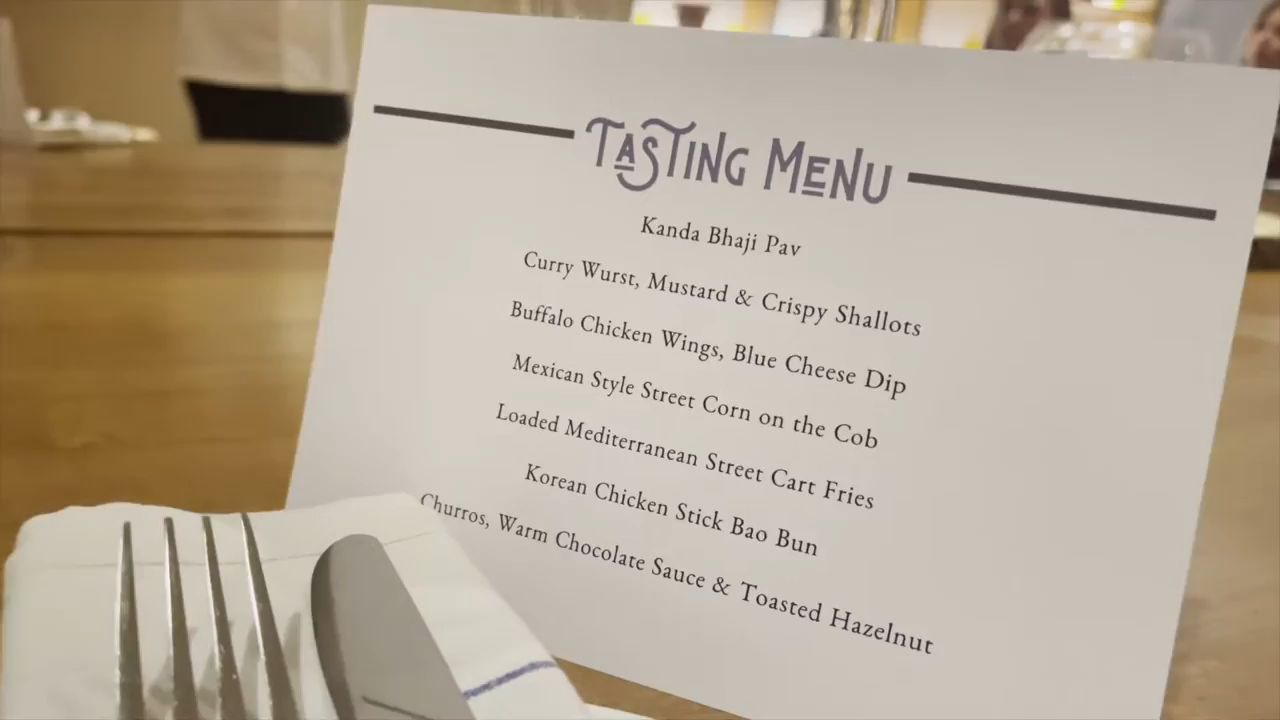 TASTING MENU
Kanda Bhaji Pav
Curry Wurst, Mustard & Crispy Shallots
Buffalo Chicken Wings, Blue Cheese Dip
Mexican Style Street Corn on the Cob
Loaded Mediterranean Street Cart Fries
Korean Chicken Stick Bao Bun
Churros, Warm Chocolate Sauce & Toasted Hazelnut